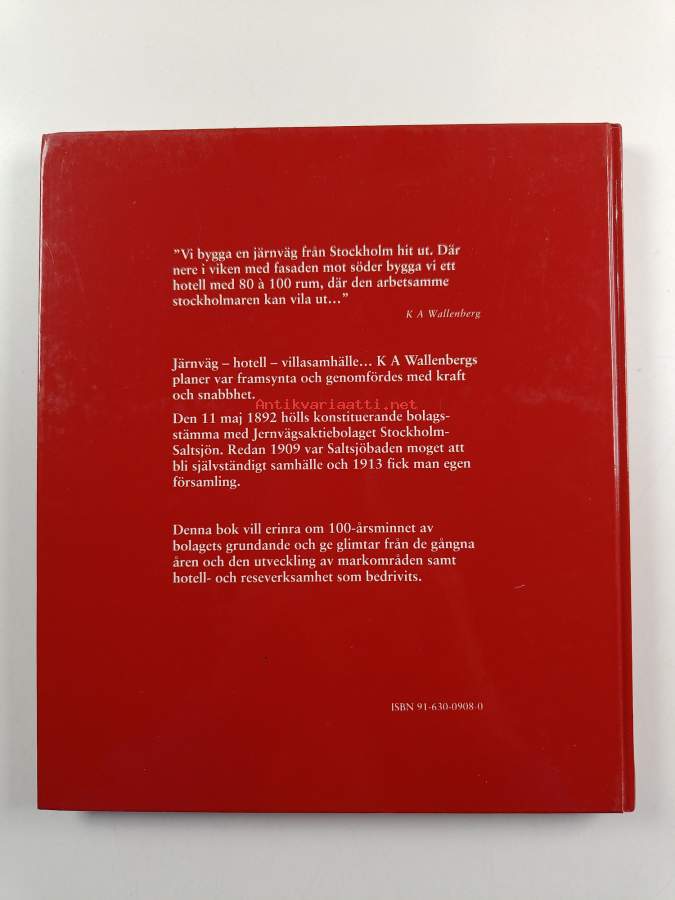 ”Vi bygga en järnväg från Stockholm hit ut. Där
nere i viken med fasaden mot söder bygga vi ett
hotell med 80 à 100 rum, där den arbetsamme
stockholmaren kan vila ut…”
K A Wallenberg
Järnväg – hotell – villasamhälle… K A Wallenbergs
planer var framsynta och genomfördes med kraft
och snabbhet.
Antikvariaatti.net
Den 11 maj 1892 hölls konstituerande bolags-
stämma med Jernvägsaktiebolaget Stockholm-
Saltsjön. Redan 1909 var Saltsjöbaden moget att
bli självständigt samhälle och 1913 fick man egen
församling.
Denna bok vill erinra om 100-årsminnet av
bolagets grundande och ge glimtar från de gångna
åren och den utveckling av markområden samt
hotell- och reseverksamhet som bedrivits.
ISBN 91-630-0908-0